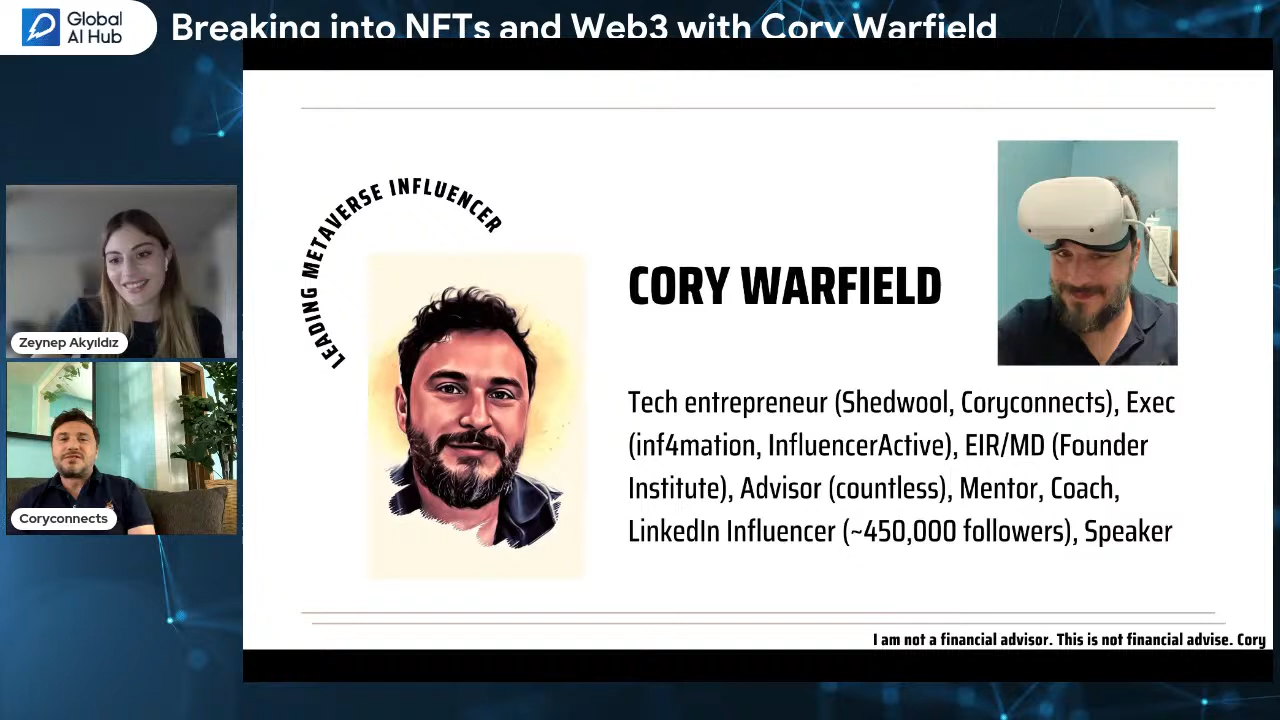 Global
AI Hub
Breaking into NFTs and Web3 with Cory Warfield
LEADING METAVERSE INFLUENCER
CORY WARFIELD
Tech entrepreneur (Shedwool, Coryconnects), Exec
(inf4mation, InfluencerActive), EIR/MD (Founder
Institute), Advisor (countless), Mentor, Coach,
LinkedIn Influencer (~450,000 followers), Speaker
Zeynep Akyıldız
Coryconnects
I am not a financial advisor. This is not financial advise. Cory